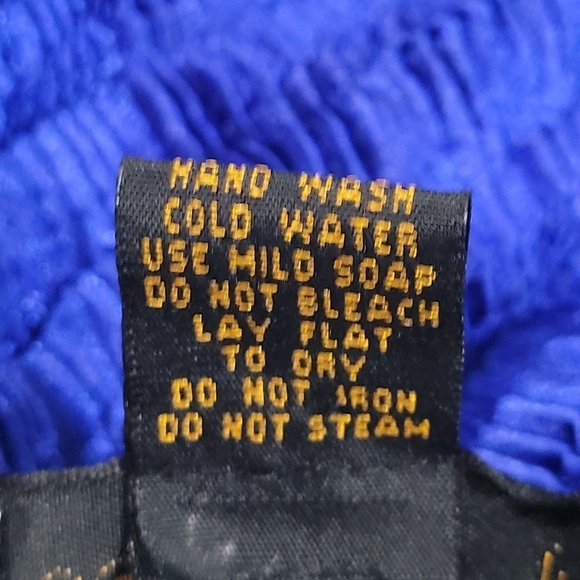 HAND WASH
COLD WATER
USE MILD SOAP
DO NOT BLEACH
LAY FLAT
TO DRY
DO NOT IRON
DO NOT STEAM